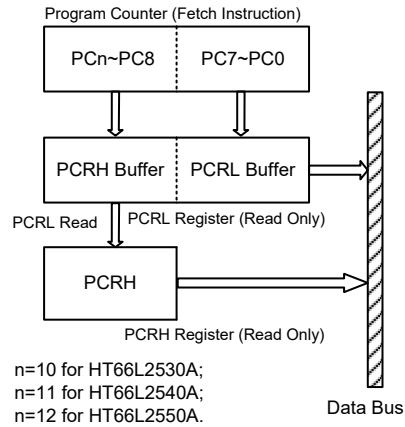 Program Counter (Fetch Instruction)
PCn~PC8 PC7~PC0
PCRH Buffer PCRL Buffer
PCRL Read PCRL Register (Read Only)
PCRH
PCRH Register (Read Only)
n=10 for HT66L2530A;
n=11 for HT66L2540A;
n=12 for HT66L2550A.
Data Bus